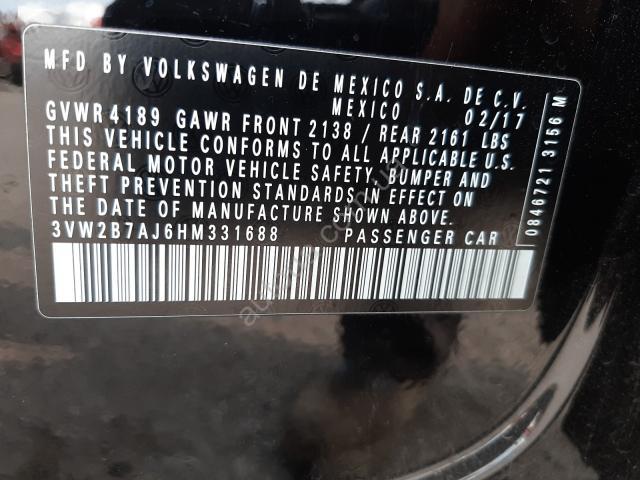 MFD BY VOLKSWAGEN DE MEXICO S.A. DE C.V.
MEXICO 02/17
GVWR 4189 GAWR FRONT 2138 / REAR 2161 LBS
THIS VEHICLE CONFORMS TO ALL APPLICABLE U.S.
FEDERAL MOTOR VEHICLE SAFETY, BUMPER AND
THEFT PREVENTION STANDARDS IN EFFECT ON
THE DATE OF MANUFACTURE SHOWN ABOVE.
3VW2B7AJ6HM331688 PASSENGER CAR
0846721 3156 M